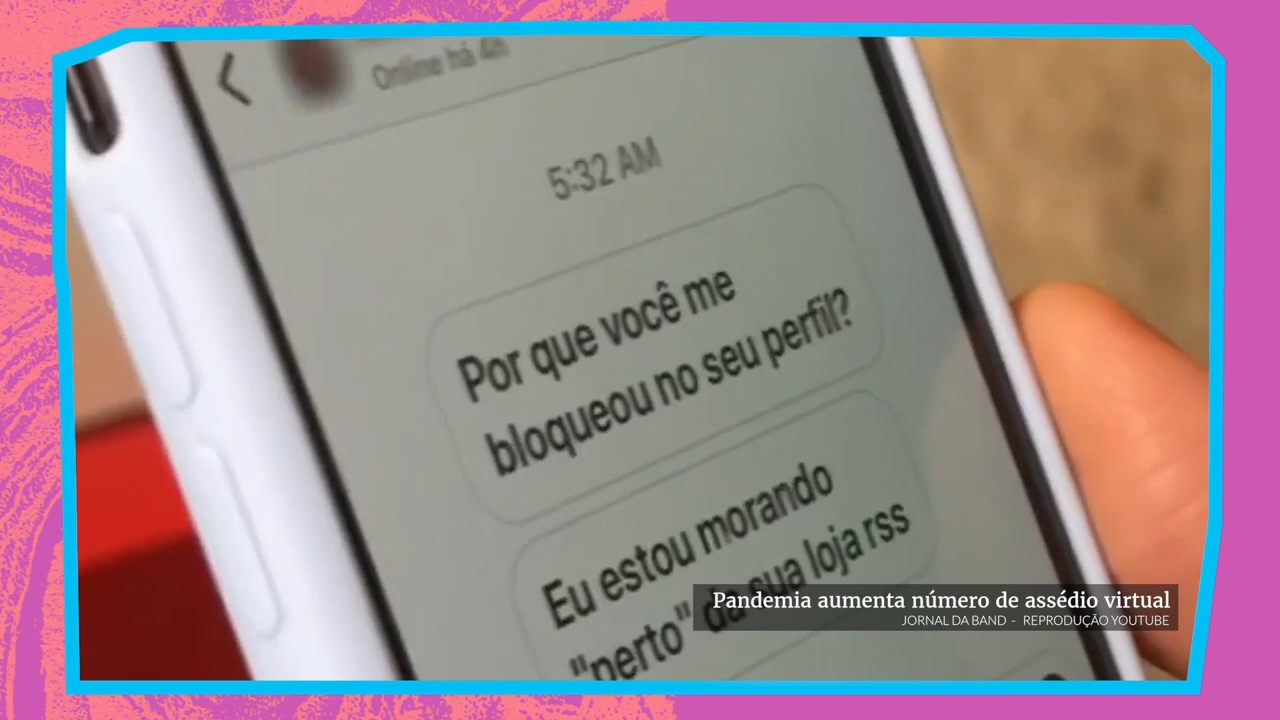 Online há 4h
5:32 AM
Por que você me
bloqueou no seu perfil?
Eu estou morando
"perto" da sua loja rss
Pandemia aumenta número de assédio virtual
JORNAL DA BAND - REPRODUÇÃO YOUTUBE